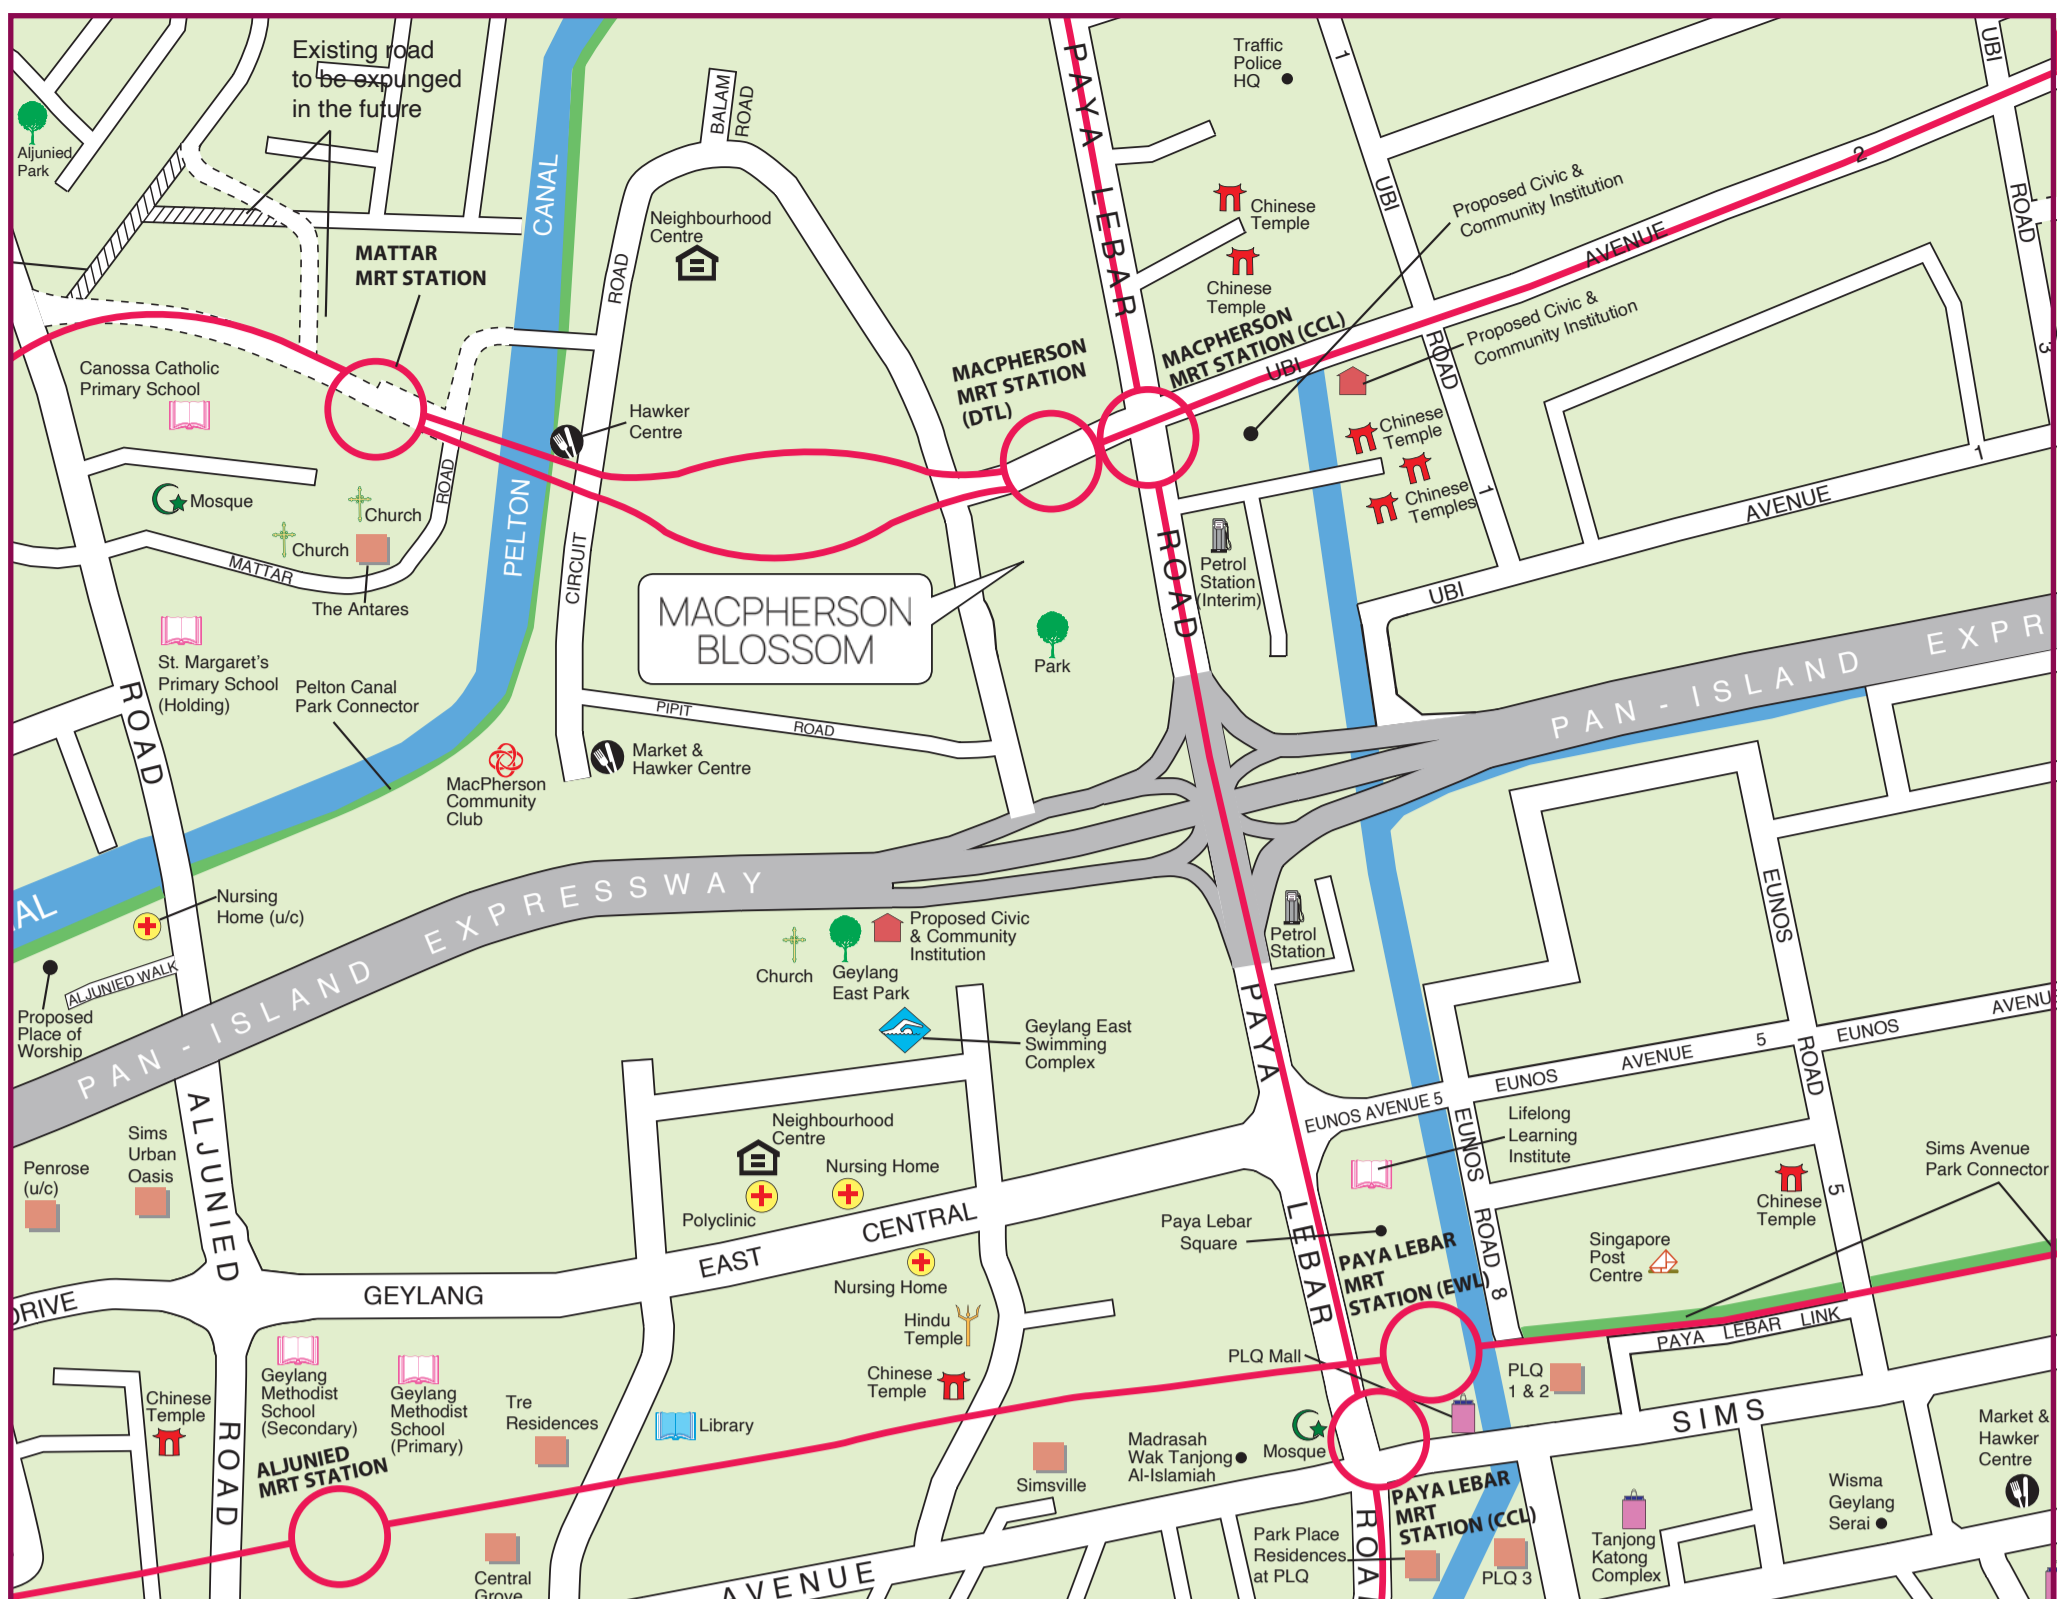 Existing road
to be expunged
in the future
Aljunied
Park
BALAM
ROAD
CANAL
PAYA LEBAR
Traffic
Police
HQ
1
UBI
2
UBI
ROAD
3
Chinese
Temple
Chinese
Temple
Proposed Civic &
Community Institution
AVENUE
MATTAR
MRT STATION
ROAD
Neighbourhood
Centre
MACPHERSON
MRT STATION (CCL)
UBI
Proposed Civic &
Community Institution
ROAD
1
MACPHERSON
MRT STATION
(DTL)
Canossa Catholic
Primary School
Hawker
Centre
Chinese
Temple
Chinese
Temples
1
AVENUE
UBI
Mosque
Church
Church
ROAD
MATTAR
The Antares
PELTON
CIRCUIT
MACPHERSON
BLOSSOM
ROAD
Petrol
Station
(Interim)
Park
St. Margaret's
Primary School
(Holding)
Pelton Canal
Park Connector
PIPIT
ROAD
ROAD
MacPherson
Community
Club
Market &
Hawker Centre
PAN - ISLAND EXPR
AL
Nursing
Home (u/c)
ALJUNIED WALK
Proposed
Place of
Worship
PAN - ISLAND EXPRESSWAY
Church
Geylang
East Park
Proposed Civic
& Community
Institution
Geylang East
Swimming
Complex
Petrol
Station
PAYA
EUNOS
ROAD
5
EUNOS AVENUE 5
EUNOS
AVENUE
5
EUNOS
AVENU
EUNOS
ROAD
8
Lifelong
Learning
Institute
Sims Avenue
Park Connector
Chinese
Temple
Singapore
Post
Centre
ALJUNIED
Sims
Urban
Oasis
Penrose
(u/c)
Neighbourhood
Centre
Nursing Home
Polyclinic
GEYLANG
EAST
CENTRAL
Nursing Home
Hindu
Temple
Chinese
Temple
LEBAR
Paya Lebar
Square
PAYA LEBAR
MRT
STATION (EWL)
PLQ Mall
PLQ
1 & 2
PAYA LEBAR LINK
SIMS
DRIVE
Chinese
Temple
ROAD
Geylang
Methodist
School
(Secondary)
Geylang
Methodist
School
(Primary)
Tre
Residences
Library
ALJUNIED
MRT STATION
Central
Grove
Simsville
Madrasah
Wak Tanjong
Al-Islamiah
Mosque
PAYA LEBAR
MRT
STATION (CCL)
AVENUE
Park Place
Residences
at PLQ
ROA
PLQ 3
Tanjong
Katong
Complex
Wisma
Geylang
Serai
Market &
Hawker
Centre